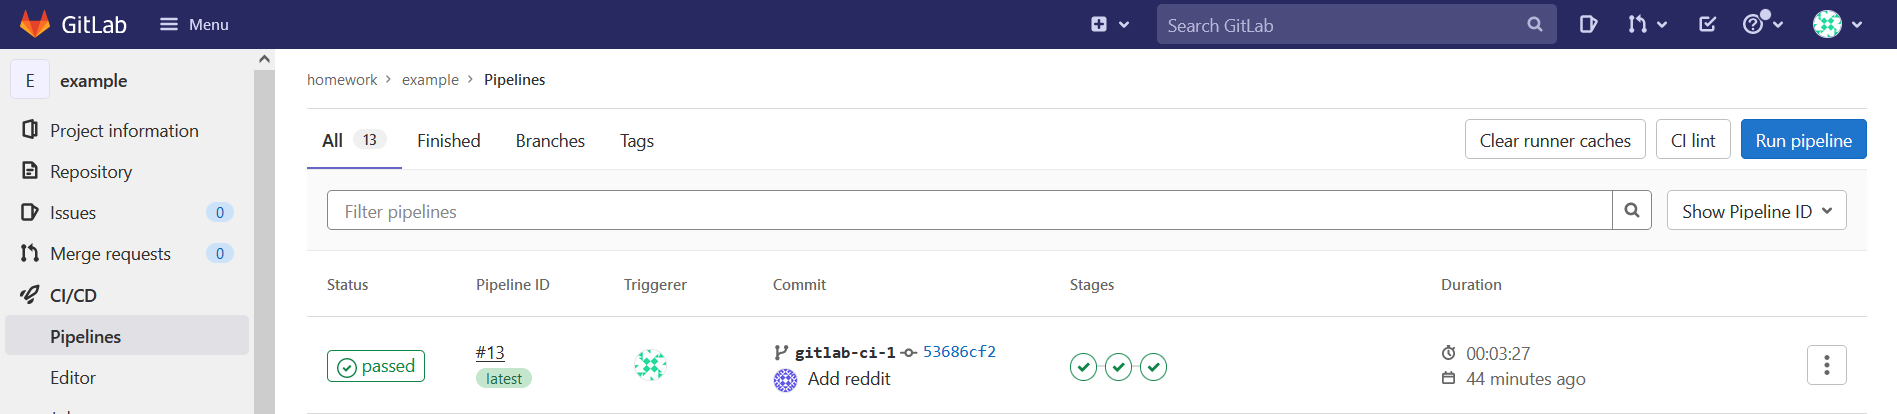 GitLab
Menu
Search GitLab
E
example
Project information
Repository
Issues
0
Merge requests
0
CI/CD
Pipelines
Editor
homework > example > Pipelines
All 13 Finished Branches Tags
Clear runner caches
CI lint
Run pipeline
Filter pipelines
Show Pipeline ID
Status Pipeline ID Triggerer Commit Stages Duration
passed
#13
latest
gitlab-ci-1 53686cf2
Add reddit
00:03:27
44 minutes ago